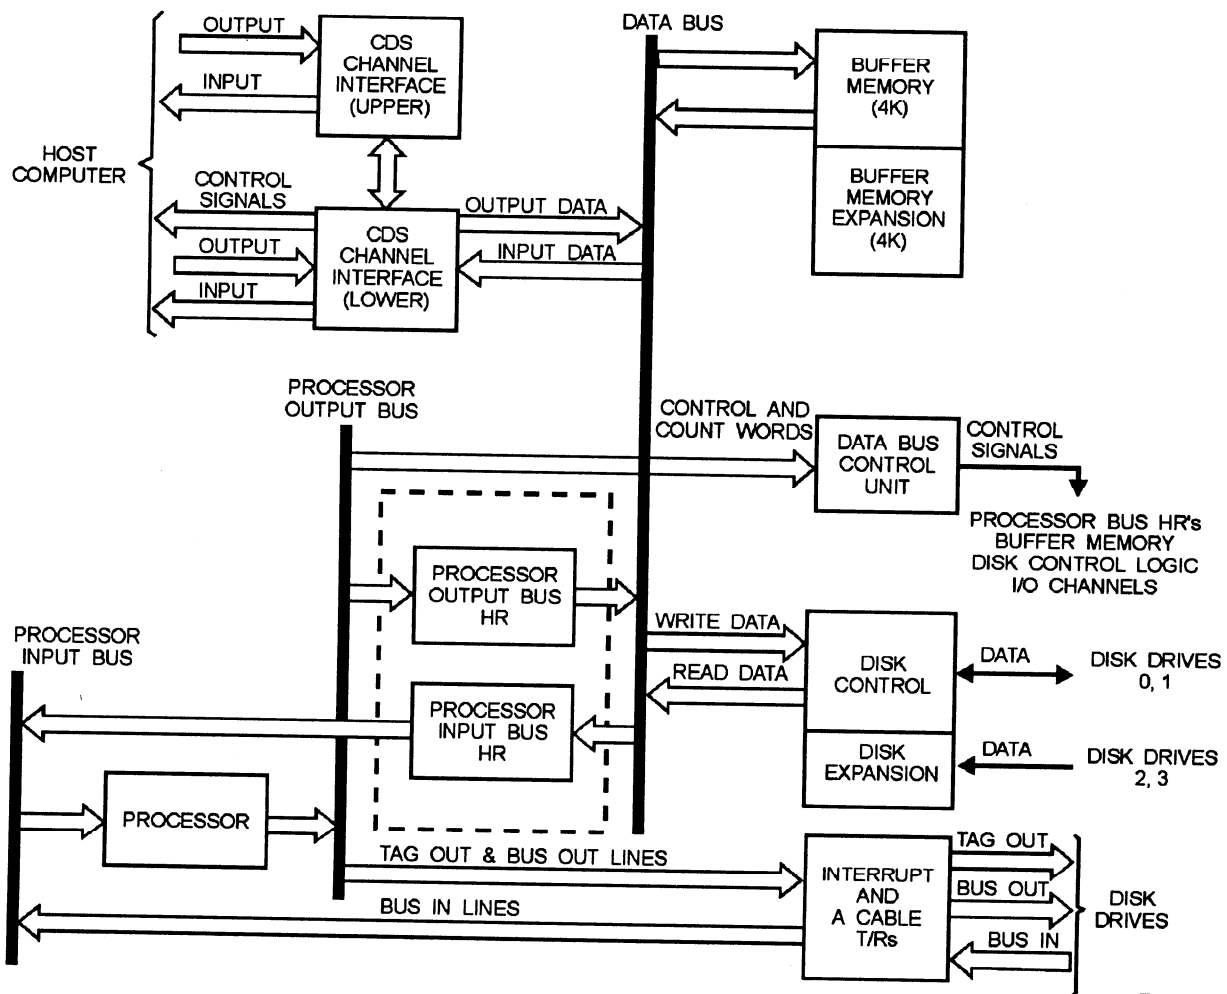 OUTPUT
INPUT
CDS
CHANNEL
INTERFACE
(UPPER)
DATA BUS
BUFFER
MEMORY
(4K)
BUFFER
MEMORY
EXPANSION
(4K)
HOST
COMPUTER
CONTROL
SIGNALS
OUTPUT
INPUT
CDS
CHANNEL
INTERFACE
(LOWER)
OUTPUT DATA
INPUT DATA
PROCESSOR
OUTPUT BUS
CONTROL AND
COUNT WORDS
DATA BUS
CONTROL
UNIT
CONTROL
SIGNALS
PROCESSOR BUS HR's
BUFFER MEMORY
DISK CONTROL LOGIC
I/O CHANNELS
PROCESSOR
OUTPUT BUS
HR
PROCESSOR
INPUT BUS
WRITE DATA
READ DATA
DISK
CONTROL
DATA
DISK DRIVES
0, 1
PROCESSOR
INPUT BUS
HR
DISK
EXPANSION
DATA
DISK DRIVES
2, 3
PROCESSOR
TAG OUT & BUS OUT LINES
BUS IN LINES
INTERRUPT
AND
A CABLE
T/Rs
TAG OUT
BUS OUT
BUS IN
DISK
DRIVES